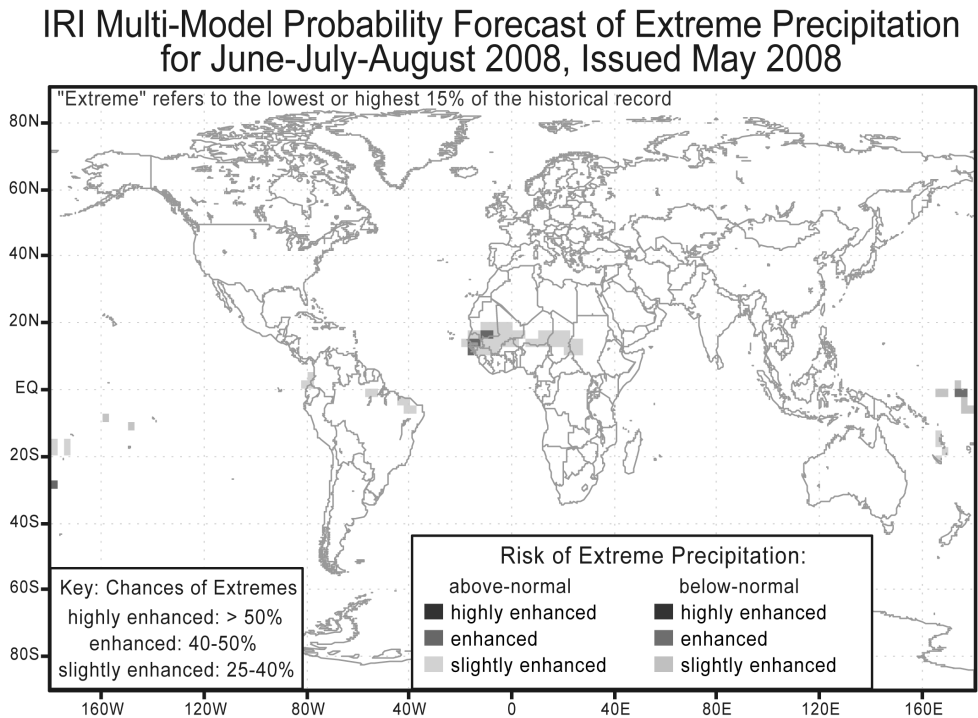 IRI Multi-Model Probability Forecast of Extreme Precipitation
for June-July-August 2008, Issued May 2008
"Extreme" refers to the lowest or highest 15% of the historical record
80N
60N
40N
20N
EQ
20S
40S
60S
80S
Key: Chances of Extremes
highly enhanced: > 50%
enhanced: 40-50%
slightly enhanced: 25-40%
Risk of Extreme Precipitation:
above-normal below-normal
highly enhanced highly enhanced
enhanced enhanced
slightly enhanced slightly enhanced
160W 120W 80W 40W 0 40E 80E 120E 160E